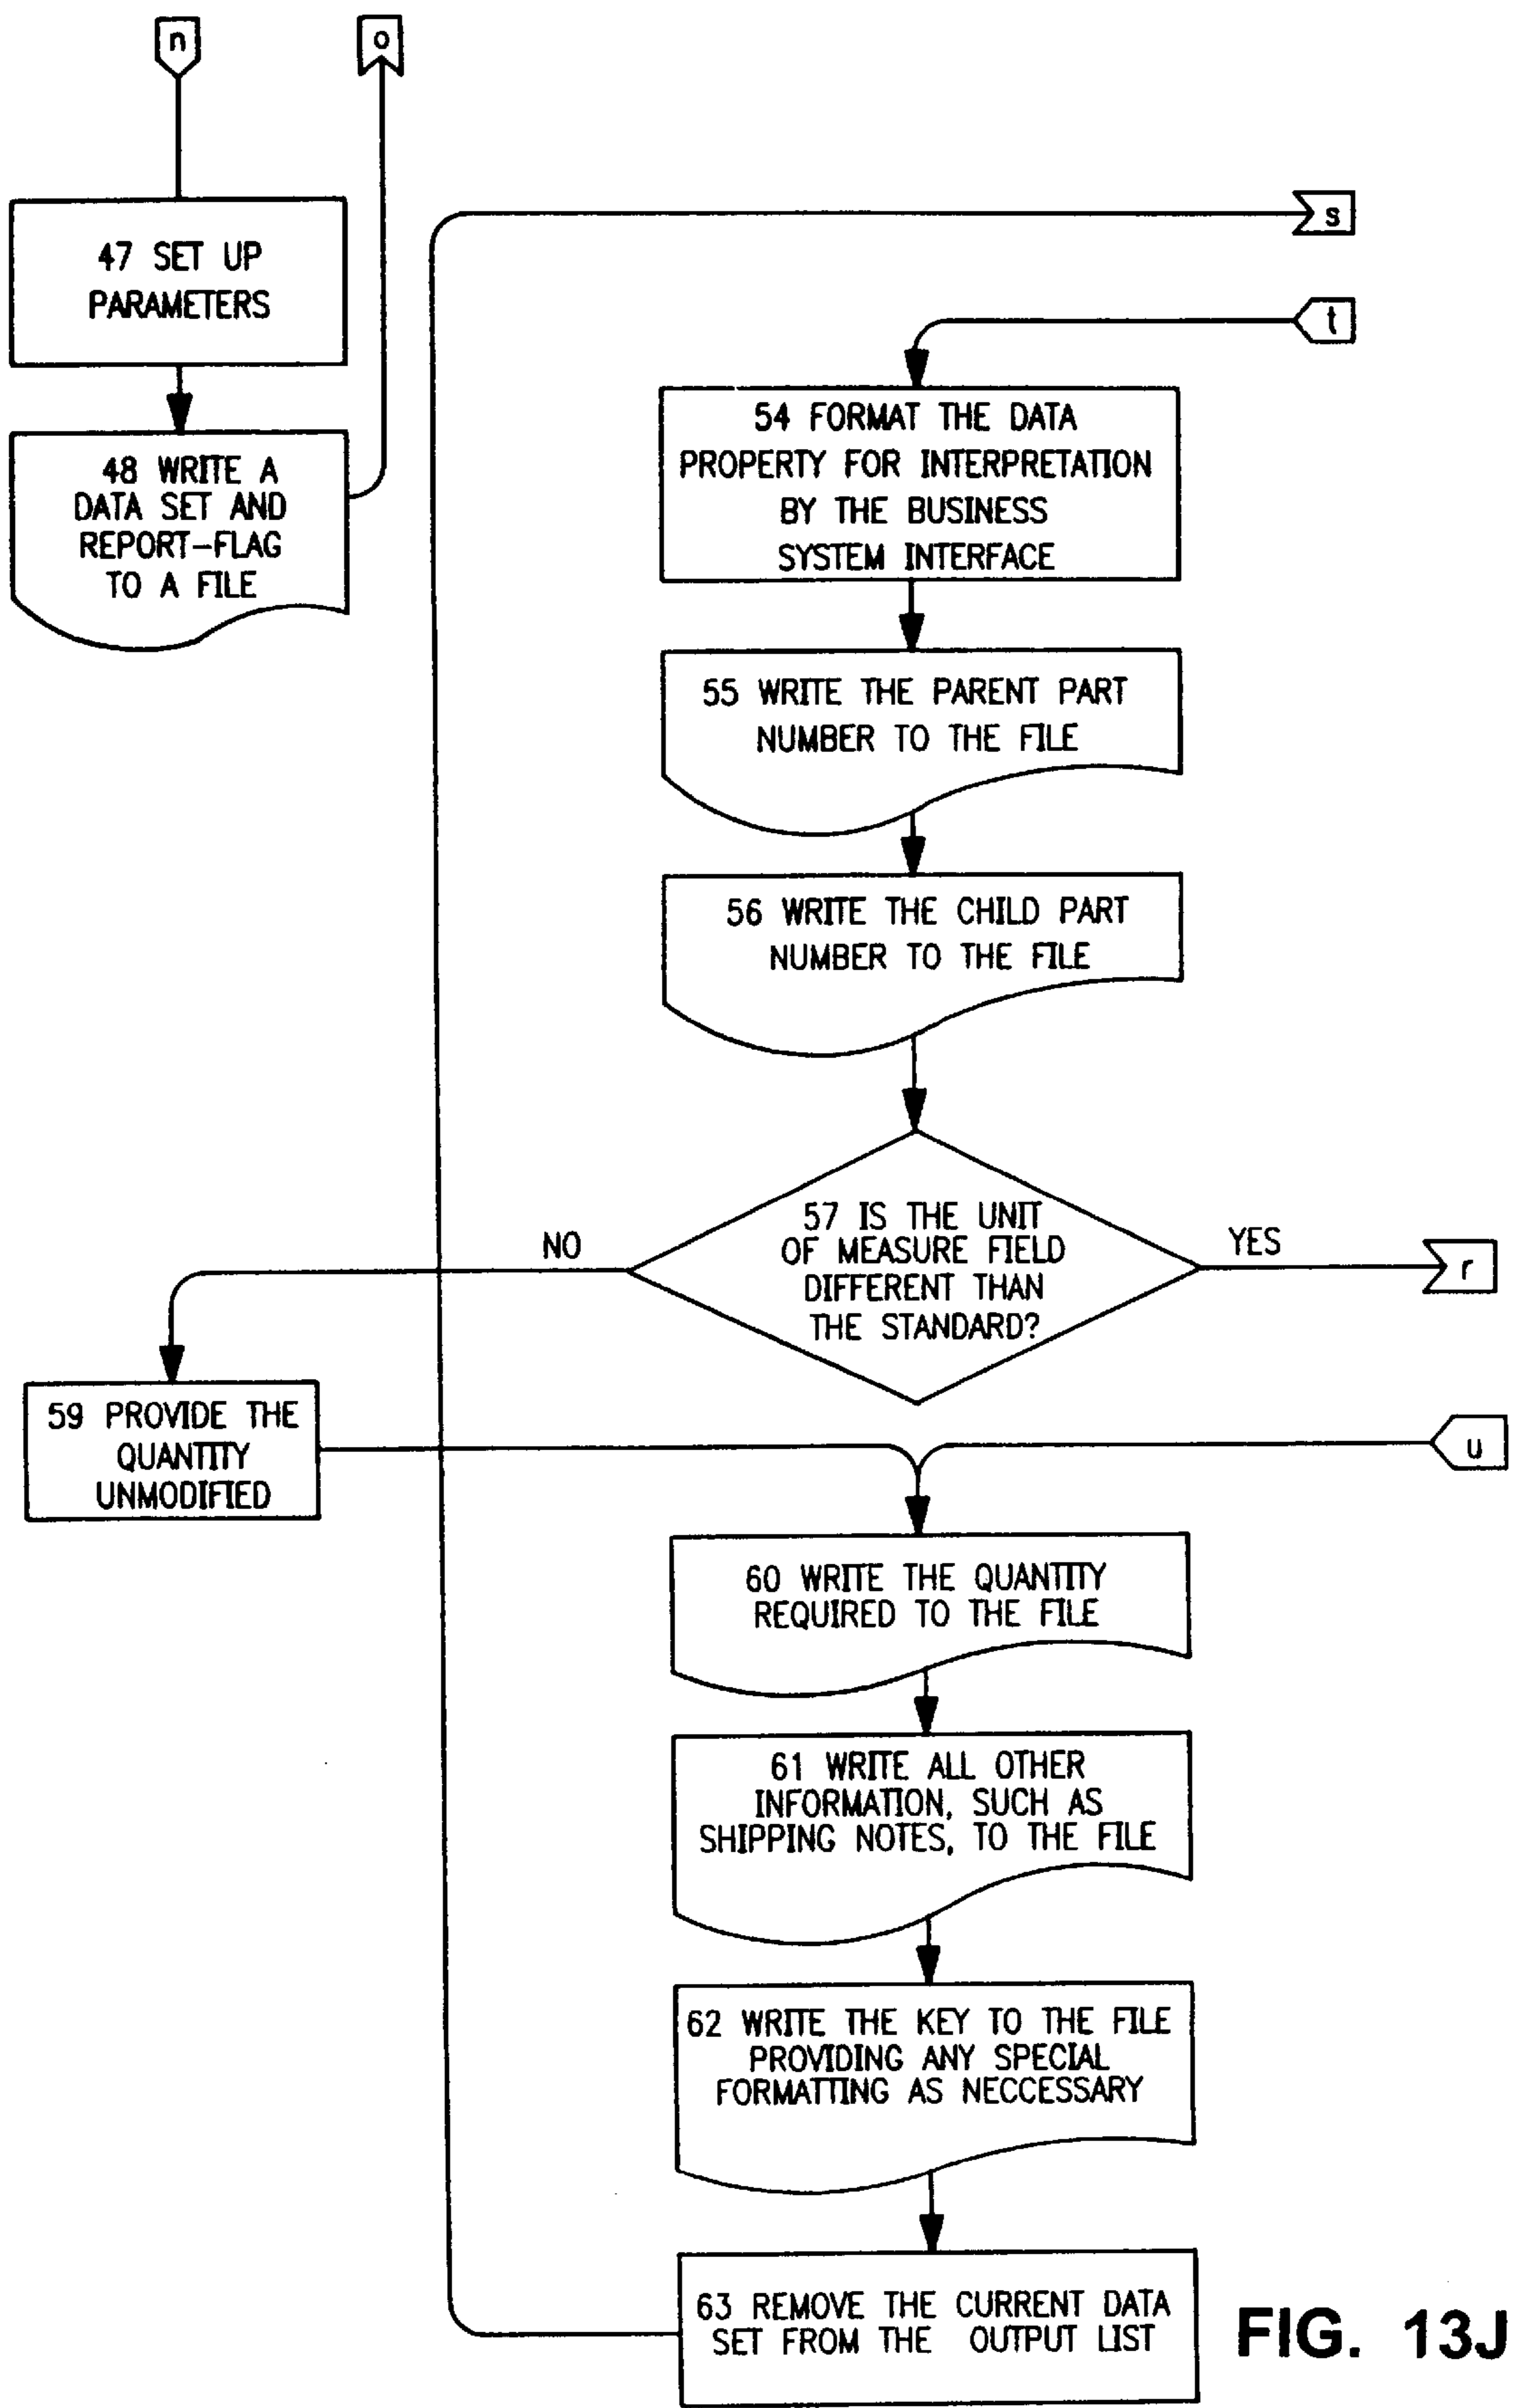 n
o
47 SET UP
PARAMETERS
48 WRITE A
DATA SET AND
REPORT-FLAG
TO A FILE
s
t
54 FORMAT THE DATA
PROPERTY FOR INTERPRETATION
BY THE BUSINESS
SYSTEM INTERFACE
55 WRITE THE PARENT PART
NUMBER TO THE FILE
56 WRITE THE CHILD PART
NUMBER TO THE FILE
57 IS THE UNIT
OF MEASURE FIELD
DIFFERENT THAN
THE STANDARD?
NO
YES
r
59 PROVIDE THE
QUANTITY
UNMODIFIED
u
60 WRITE THE QUANTITY
REQUIRED TO THE FILE
61 WRITE ALL OTHER
INFORMATION, SUCH AS
SHIPPING NOTES, TO THE FILE
62 WRITE THE KEY TO THE FILE
PROVIDING ANY SPECIAL
FORMATTING AS NECCESSARY
63 REMOVE THE CURRENT DATA
SET FROM THE OUTPUT LIST
FIG. 13J